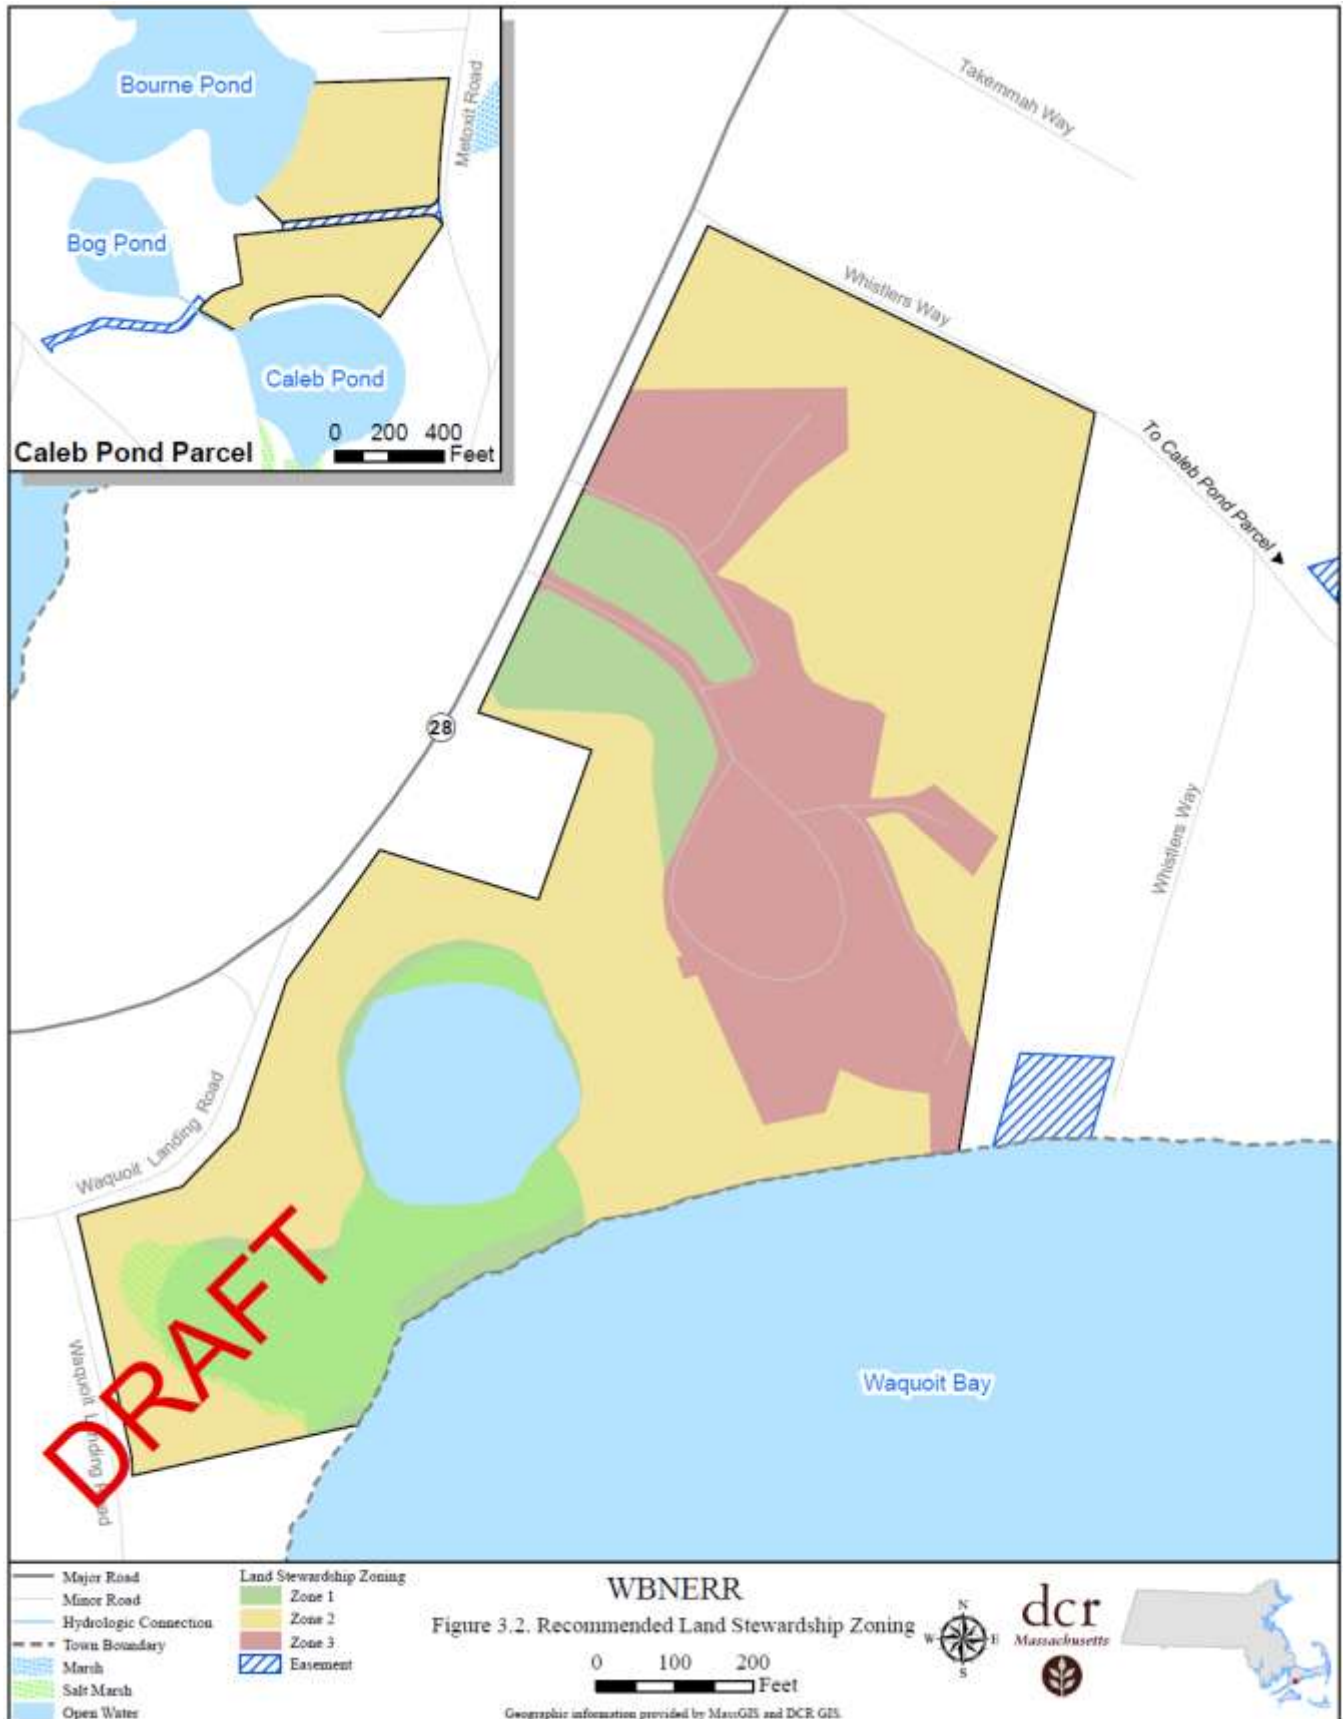 Bourne Pond
Metoxit Road
Bog Pond
Caleb Pond
0 200 400
Feet
Caleb Pond Parcel
Takemmah Way
Whistlers Way
To Caleb Pond Parcel
28
Whistlers Way
Waquoit Landing Road
DRAFT
Waquoit Landing Road
Waquoit Bay
Major Road
Minor Road
Hydrologic Connection
Town Boundary
Marsh
Salt Marsh
Open Water
Land Stewardship Zoning
Zone 1
Zone 2
Zone 3
Easement
WBNERR
Figure 3.2. Recommended Land Stewardship Zoning
0 100 200
Feet
Geographic information provided by MassGIS and DCR GIS.
N
W E
S
dcr
Massachusetts